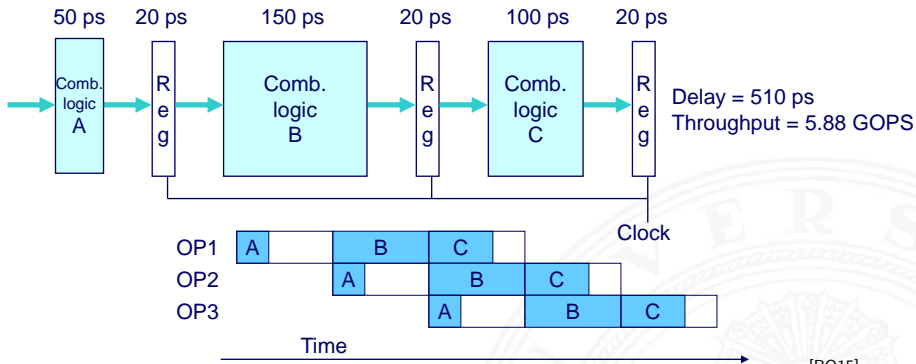 50 ps 20 ps 150 ps 20 ps 100 ps 20 ps
Comb.
logic
A
R
e
g
Comb.
logic
B
R
e
g
Comb.
logic
C
R
e
g
Delay = 510 ps
Throughput = 5.88 GOPS
Clock
OP1 A B C
OP2 A B C
OP3 A B C
Time